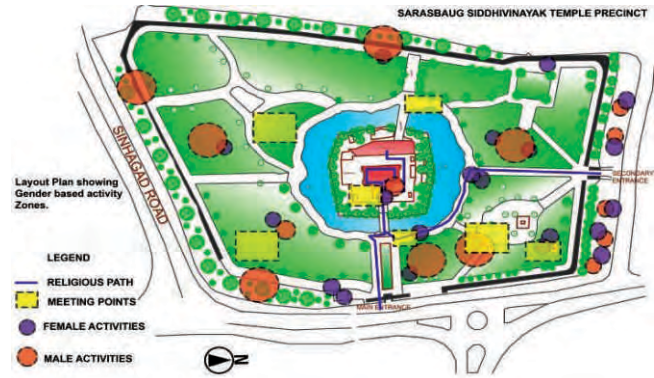 SARASBAUG SIDDHIVINAYAK TEMPLE PRECINCT
SINHAGAD ROAD
SECONDARY
ENTRANCE
Layout Plan showing
Gender based activity
Zones.
LEGEND
RELIGIOUS PATH
MEETING POINTS
FEMALE ACTIVITIES
MALE ACTIVITIES
MAIN ENTRANCE
N